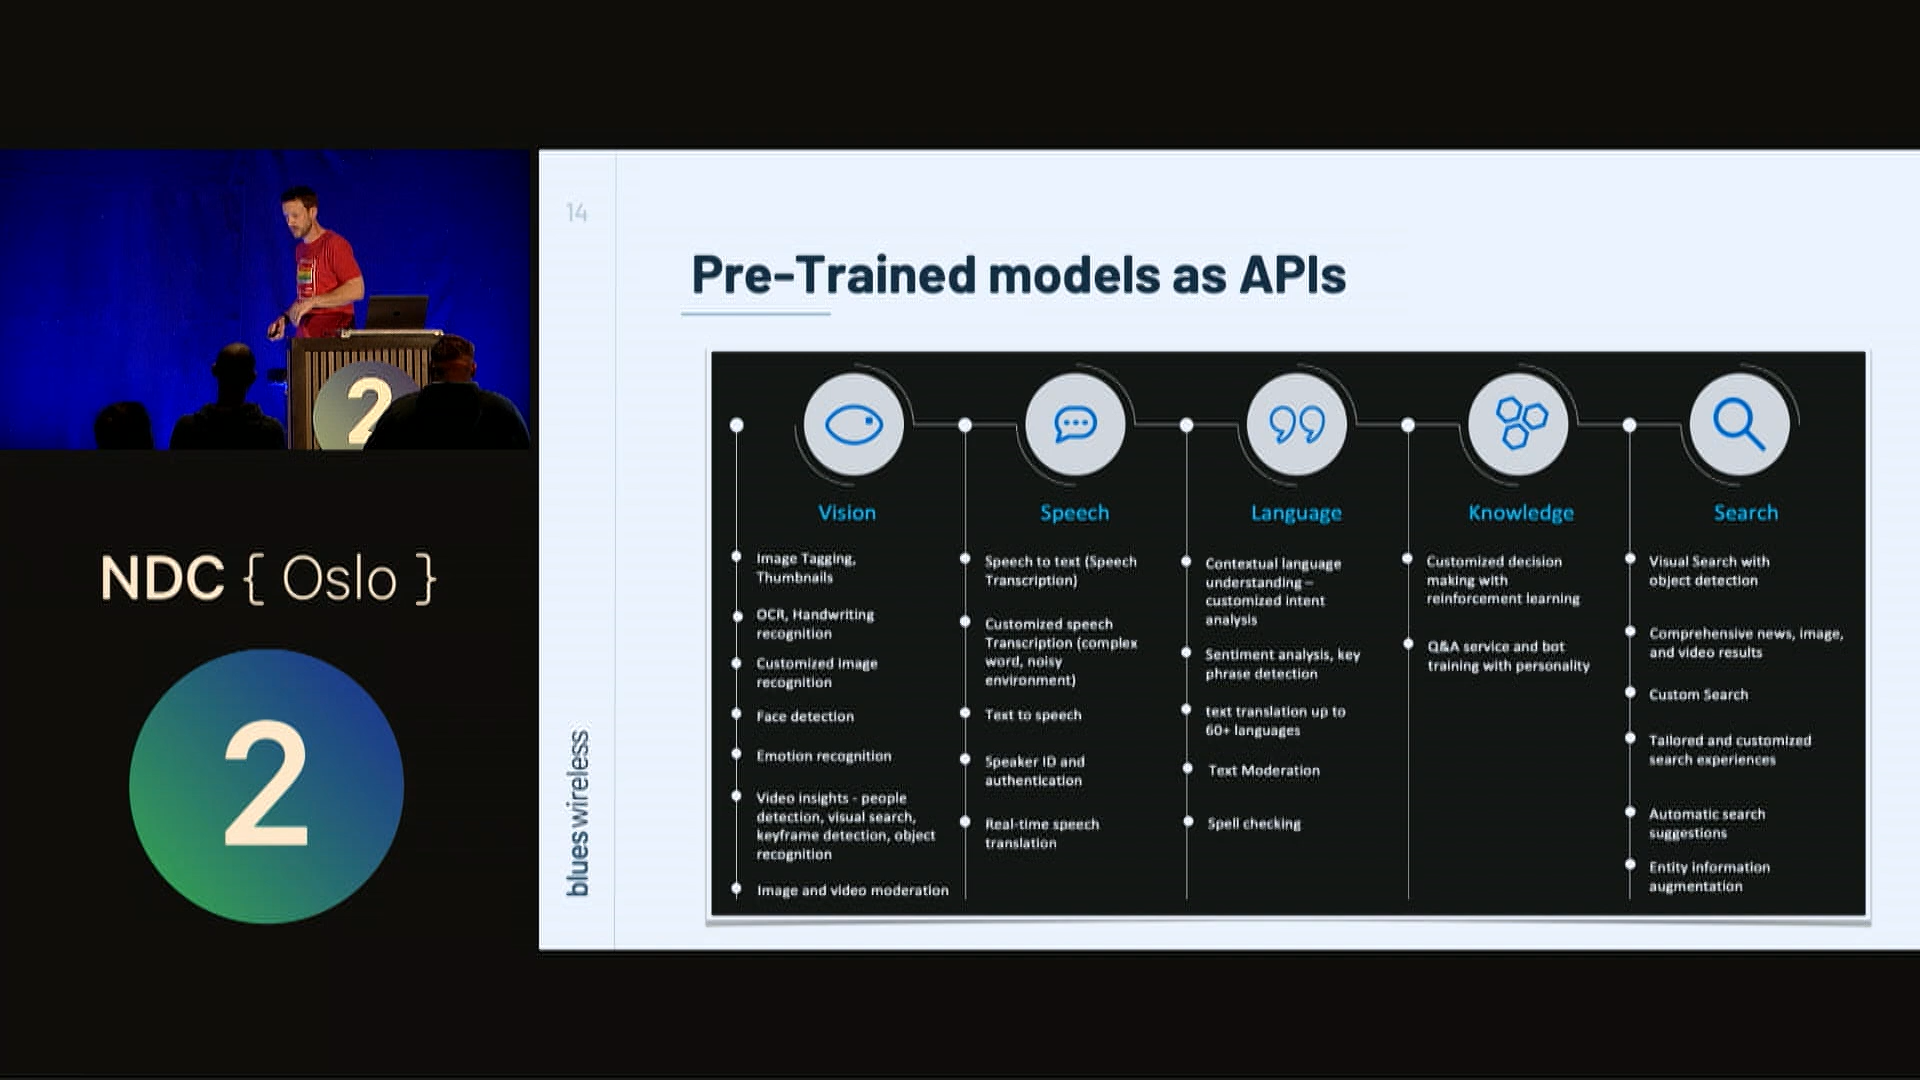 14
Pre-Trained models as APIs
Vision
Image Tagging,
Thumbnails
OCR, Handwriting
recognition
Customized image
recognition
Face detection
Emotion recognition
Video insights - people
detection, visual search,
keyframe detection, object
recognition
Image and video moderation
Speech
Speech to text (Speech
Transcription)
Customized speech
Transcription (complex
word, noisy
environment)
Text to speech
Speaker ID and
authentication
Real-time speech
translation
Language
Contextual language
understanding –
customized intent
analysis
Sentiment analysis, key
phrase detection
text translation up to
60+ languages
Text Moderation
Spell checking
Knowledge
Customized decision
making with
reinforcement learning
Q&A service and bot
training with personality
Search
Visual Search with
object detection
Comprehensive news, image,
and video results
Custom Search
Tailored and customized
search experiences
Automatic search
suggestions
Entity information
augmentation
blues wireless
2
NDC { Oslo }
2